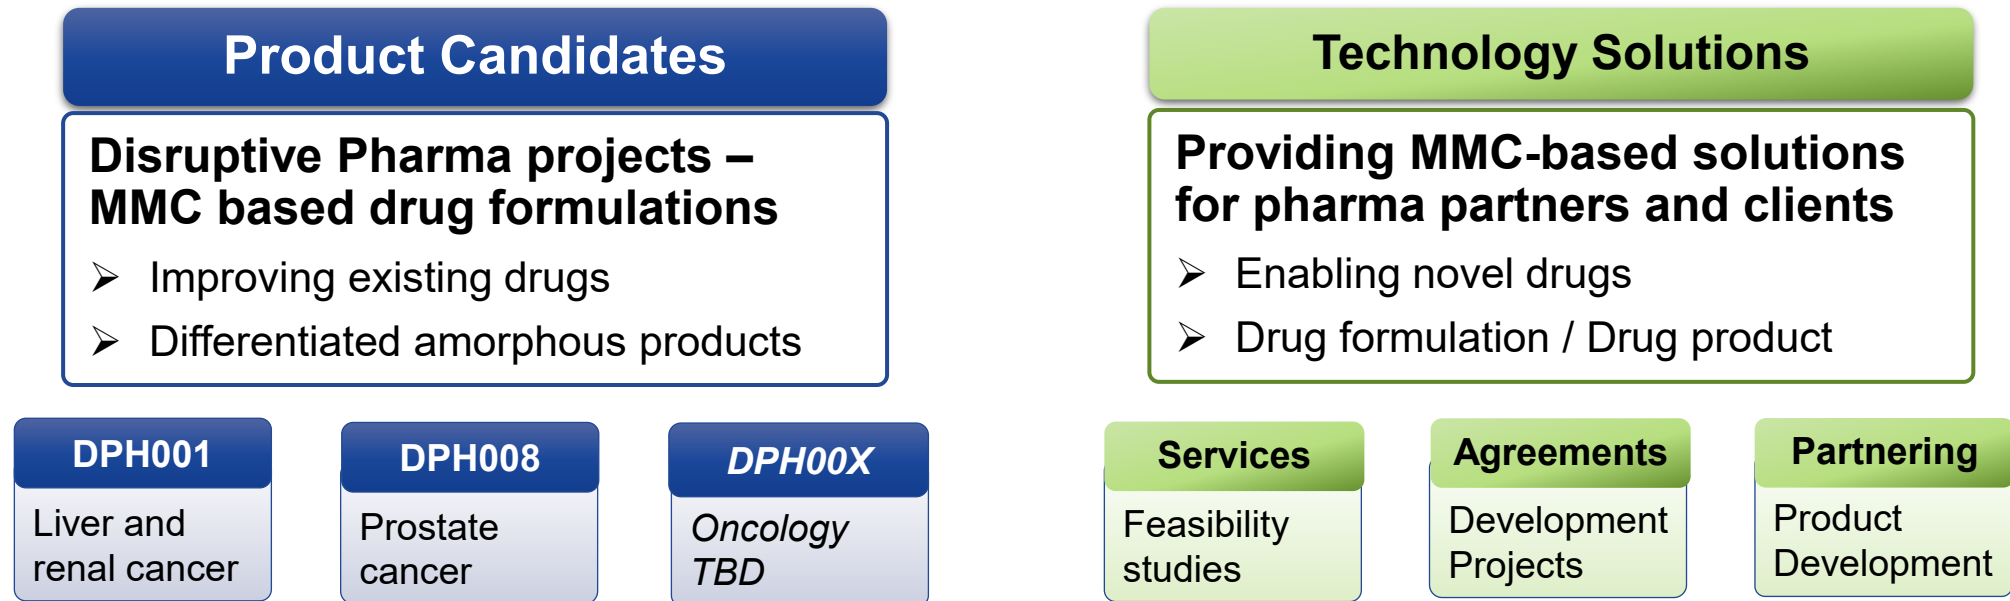 Product Candidates
Disruptive Pharma projects –
MMC based drug formulations
➢ Improving existing drugs
➢ Differentiated amorphous products
DPH001
Liver and
renal cancer
DPH008
Prostate
cancer
DPH00X
Oncology
TBD
Technology Solutions
Providing MMC-based solutions
for pharma partners and clients
➢ Enabling novel drugs
➢ Drug formulation / Drug product
Services
Feasibility
studies
Agreements
Development
Projects
Partnering
Product
Development